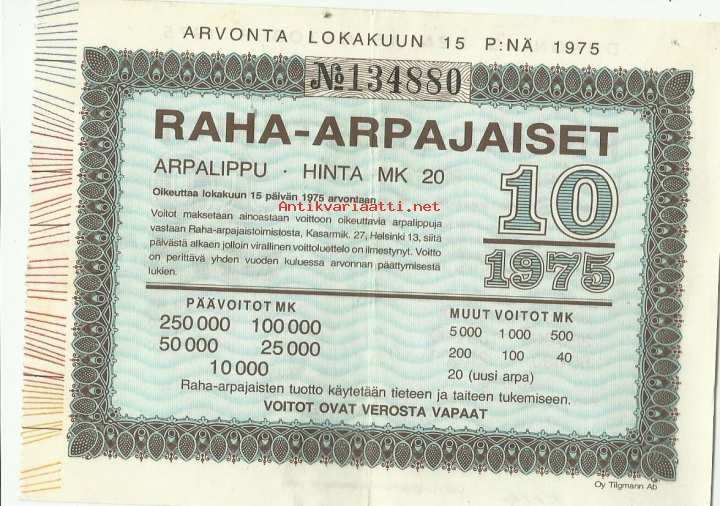 ARVONTA LOKAKUUN 15 P:NÄ 1975
№134880
RAHA-ARPAJAISET
ARPALIPPU · HINTA MK 20
Oikeuttaa lokakuun 15 päivän 1975 arvontaan
Antikvariaatti.net
Voitot maksetaan ainoastaan voittoon oikeuttavia arpalippuja
vastaan Raha-arpajaistoimistosta, Kasarmik. 27, Helsinki 13, siitä
päivästä alkaen jolloin virallinen voittoluettelo on ilmestynyt. Voitto
on perittävä yhden vuoden kuluessa arvonnan päättymisestä
lukien.
10
1975
PÄÄVOITOT MK
250 000 100 000
50 000 25 000
10 000
MUUT VOITOT MK
5 000 1 000 500
200 100 40
20 (uusi arpa)
Raha-arpajaisten tuotto käytetään tieteen ja taiteen tukemiseen.
VOITOT OVAT VEROSTA VAPAAT
Oy Tilgmann Ab